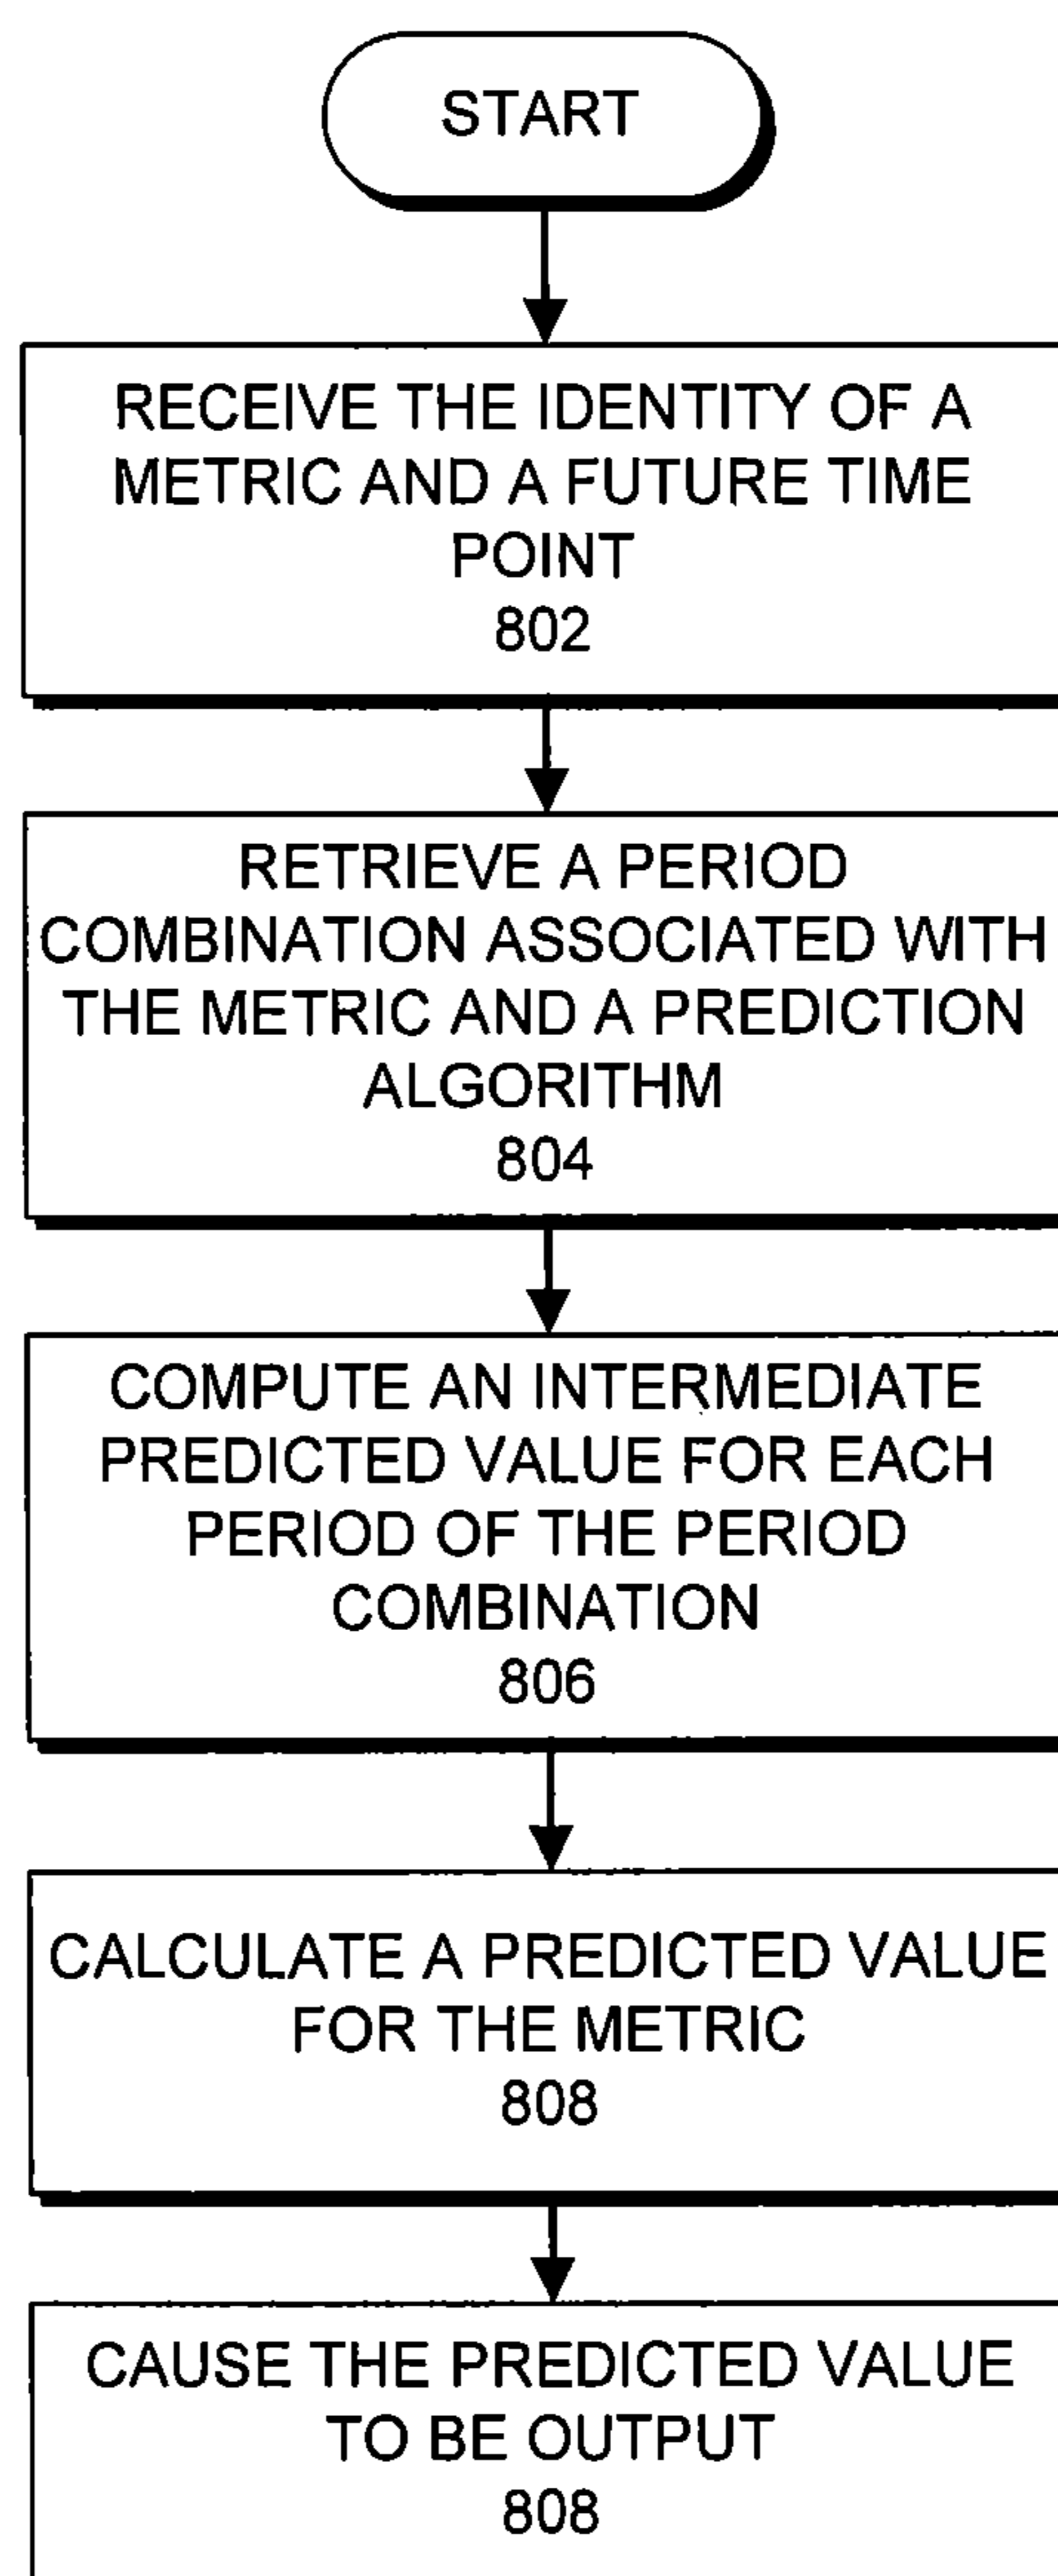 START
RECEIVE THE IDENTITY OF A
METRIC AND A FUTURE TIME
POINT
802
RETRIEVE A PERIOD
COMBINATION ASSOCIATED WITH
THE METRIC AND A PREDICTION
ALGORITHM
804
COMPUTE AN INTERMEDIATE
PREDICTED VALUE FOR EACH
PERIOD OF THE PERIOD
COMBINATION
806
CALCULATE A PREDICTED VALUE
FOR THE METRIC
808
CAUSE THE PREDICTED VALUE
TO BE OUTPUT
808